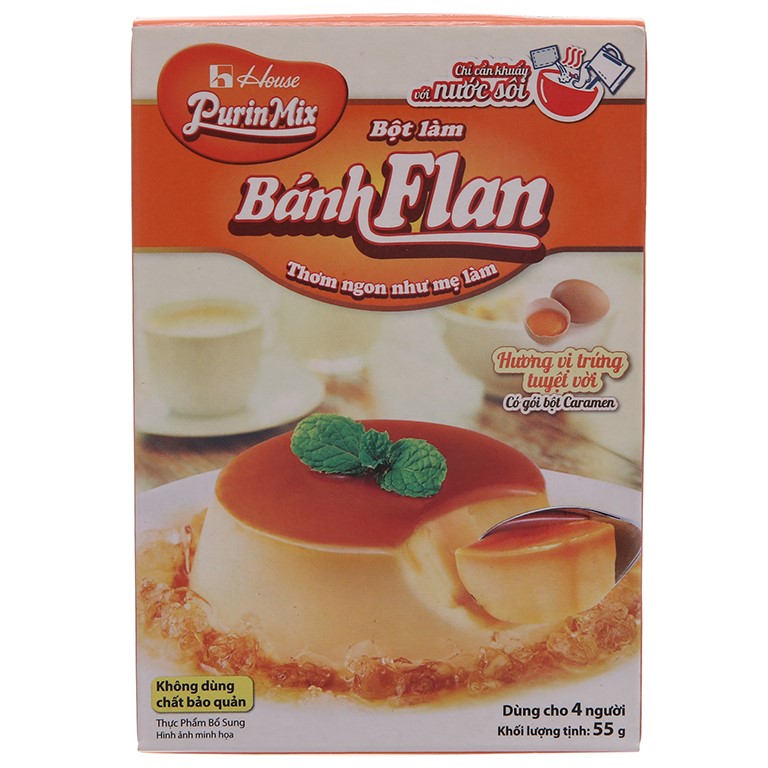 House
PurinMix
Chỉ cần khuấy
với nước sôi
Bột làm
Bánh Flan
Thơm ngon như mẹ làm
Hương vị trứng
tuyệt vời
Có gói bột Caramen
Không dùng
chất bảo quản
Thực Phẩm Bổ Sung
Hình ảnh minh họa
Dùng cho 4 người
Khối lượng tịnh: 55 g